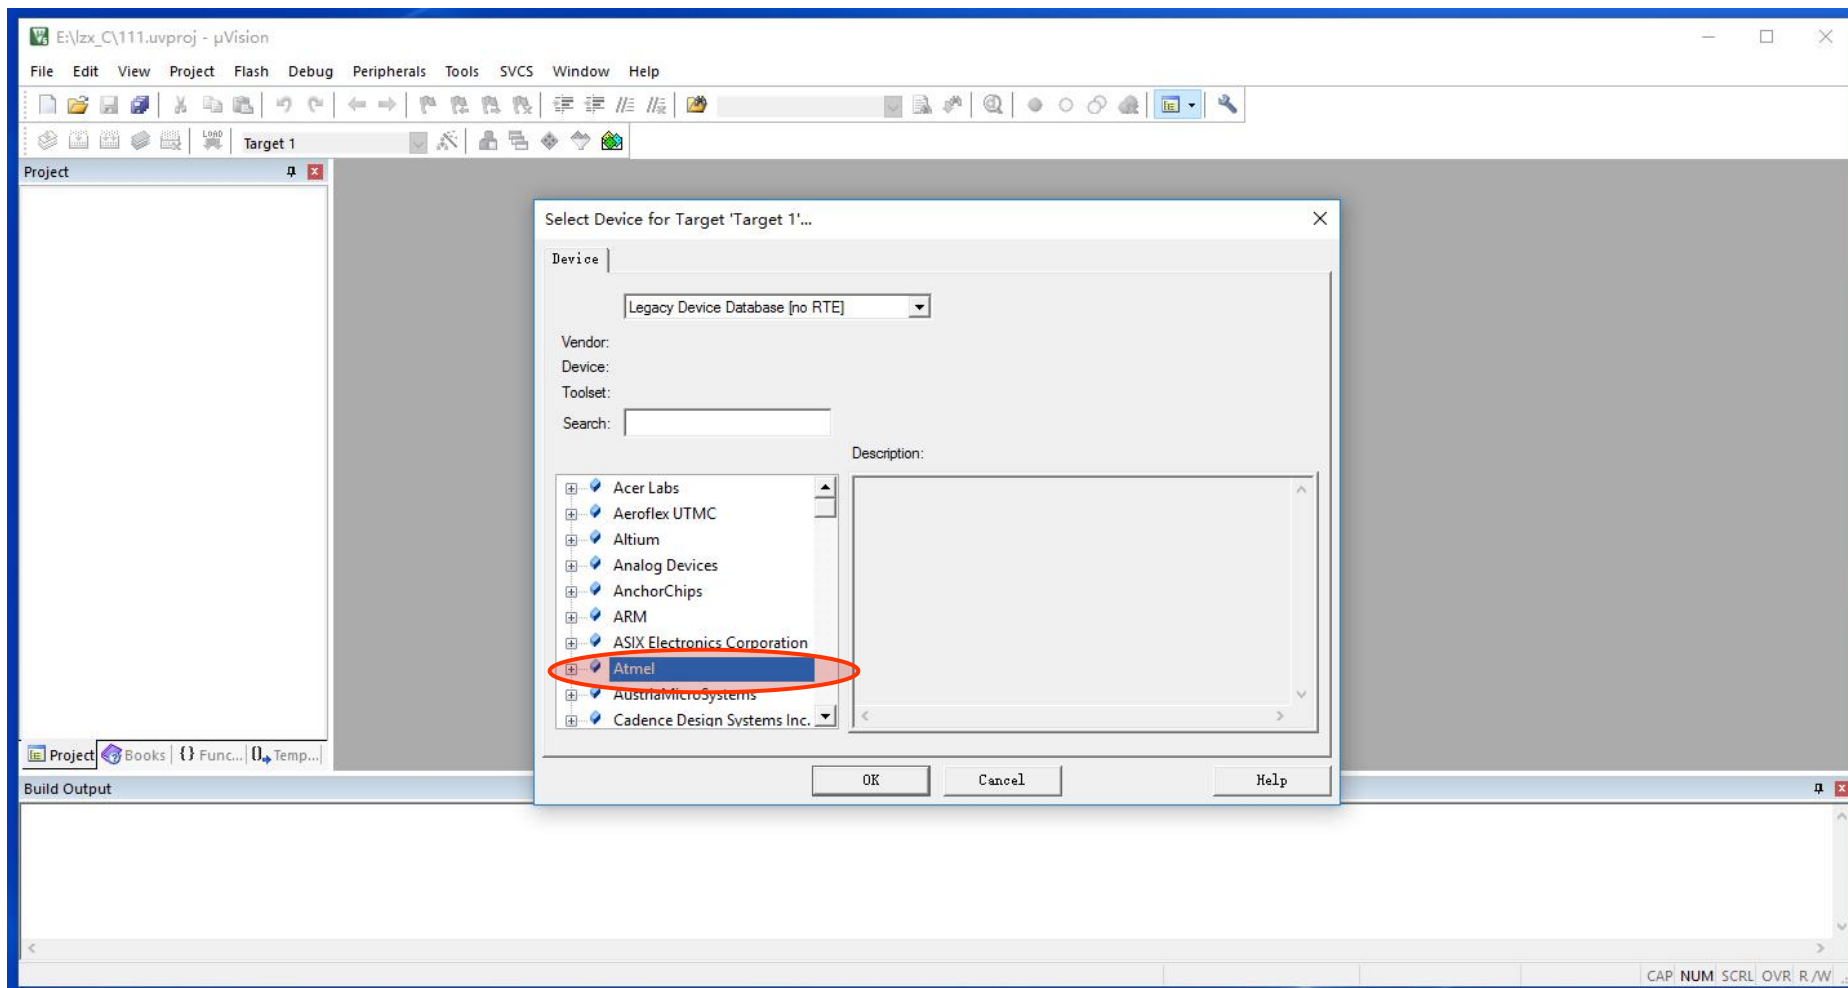 E:\lzx_C\111.uvproj - µVision
File Edit View Project Flash Debug Peripherals Tools SVCS Window Help
LOAD Target 1
Project
Select Device for Target 'Target 1'...
Device
Legacy Device Database [no RTE]
Vendor:
Device:
Toolset:
Search:
Description:
Acer Labs
Aeroflex UTMC
Altium
Analog Devices
AnchorChips
ARM
ASIX Electronics Corporation
Atmel
AustriaMicroSystems
Cadence Design Systems Inc.
Project Books {} Func... Temp...
OK Cancel Help
Build Output
CAP NUM SCRL OVR R/W